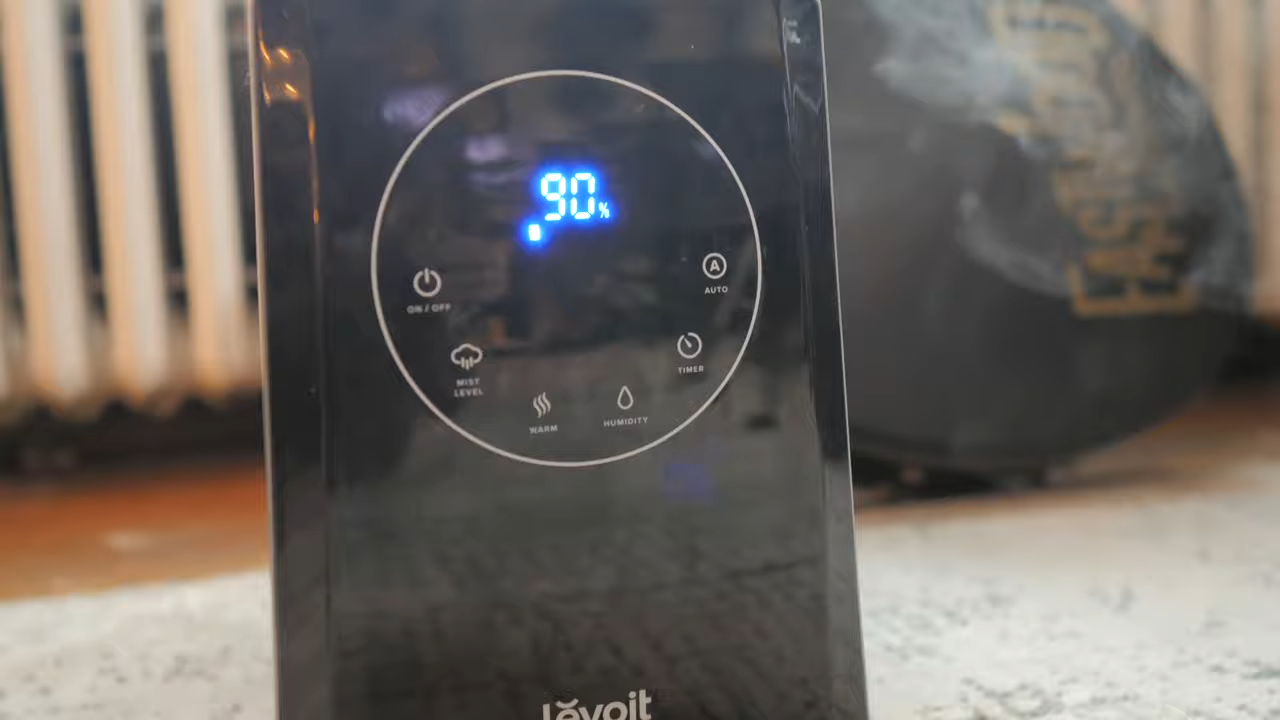 90%
ON / OFF
A
AUTO
MIST
LEVEL
TIMER
WARM
HUMIDITY
levoit